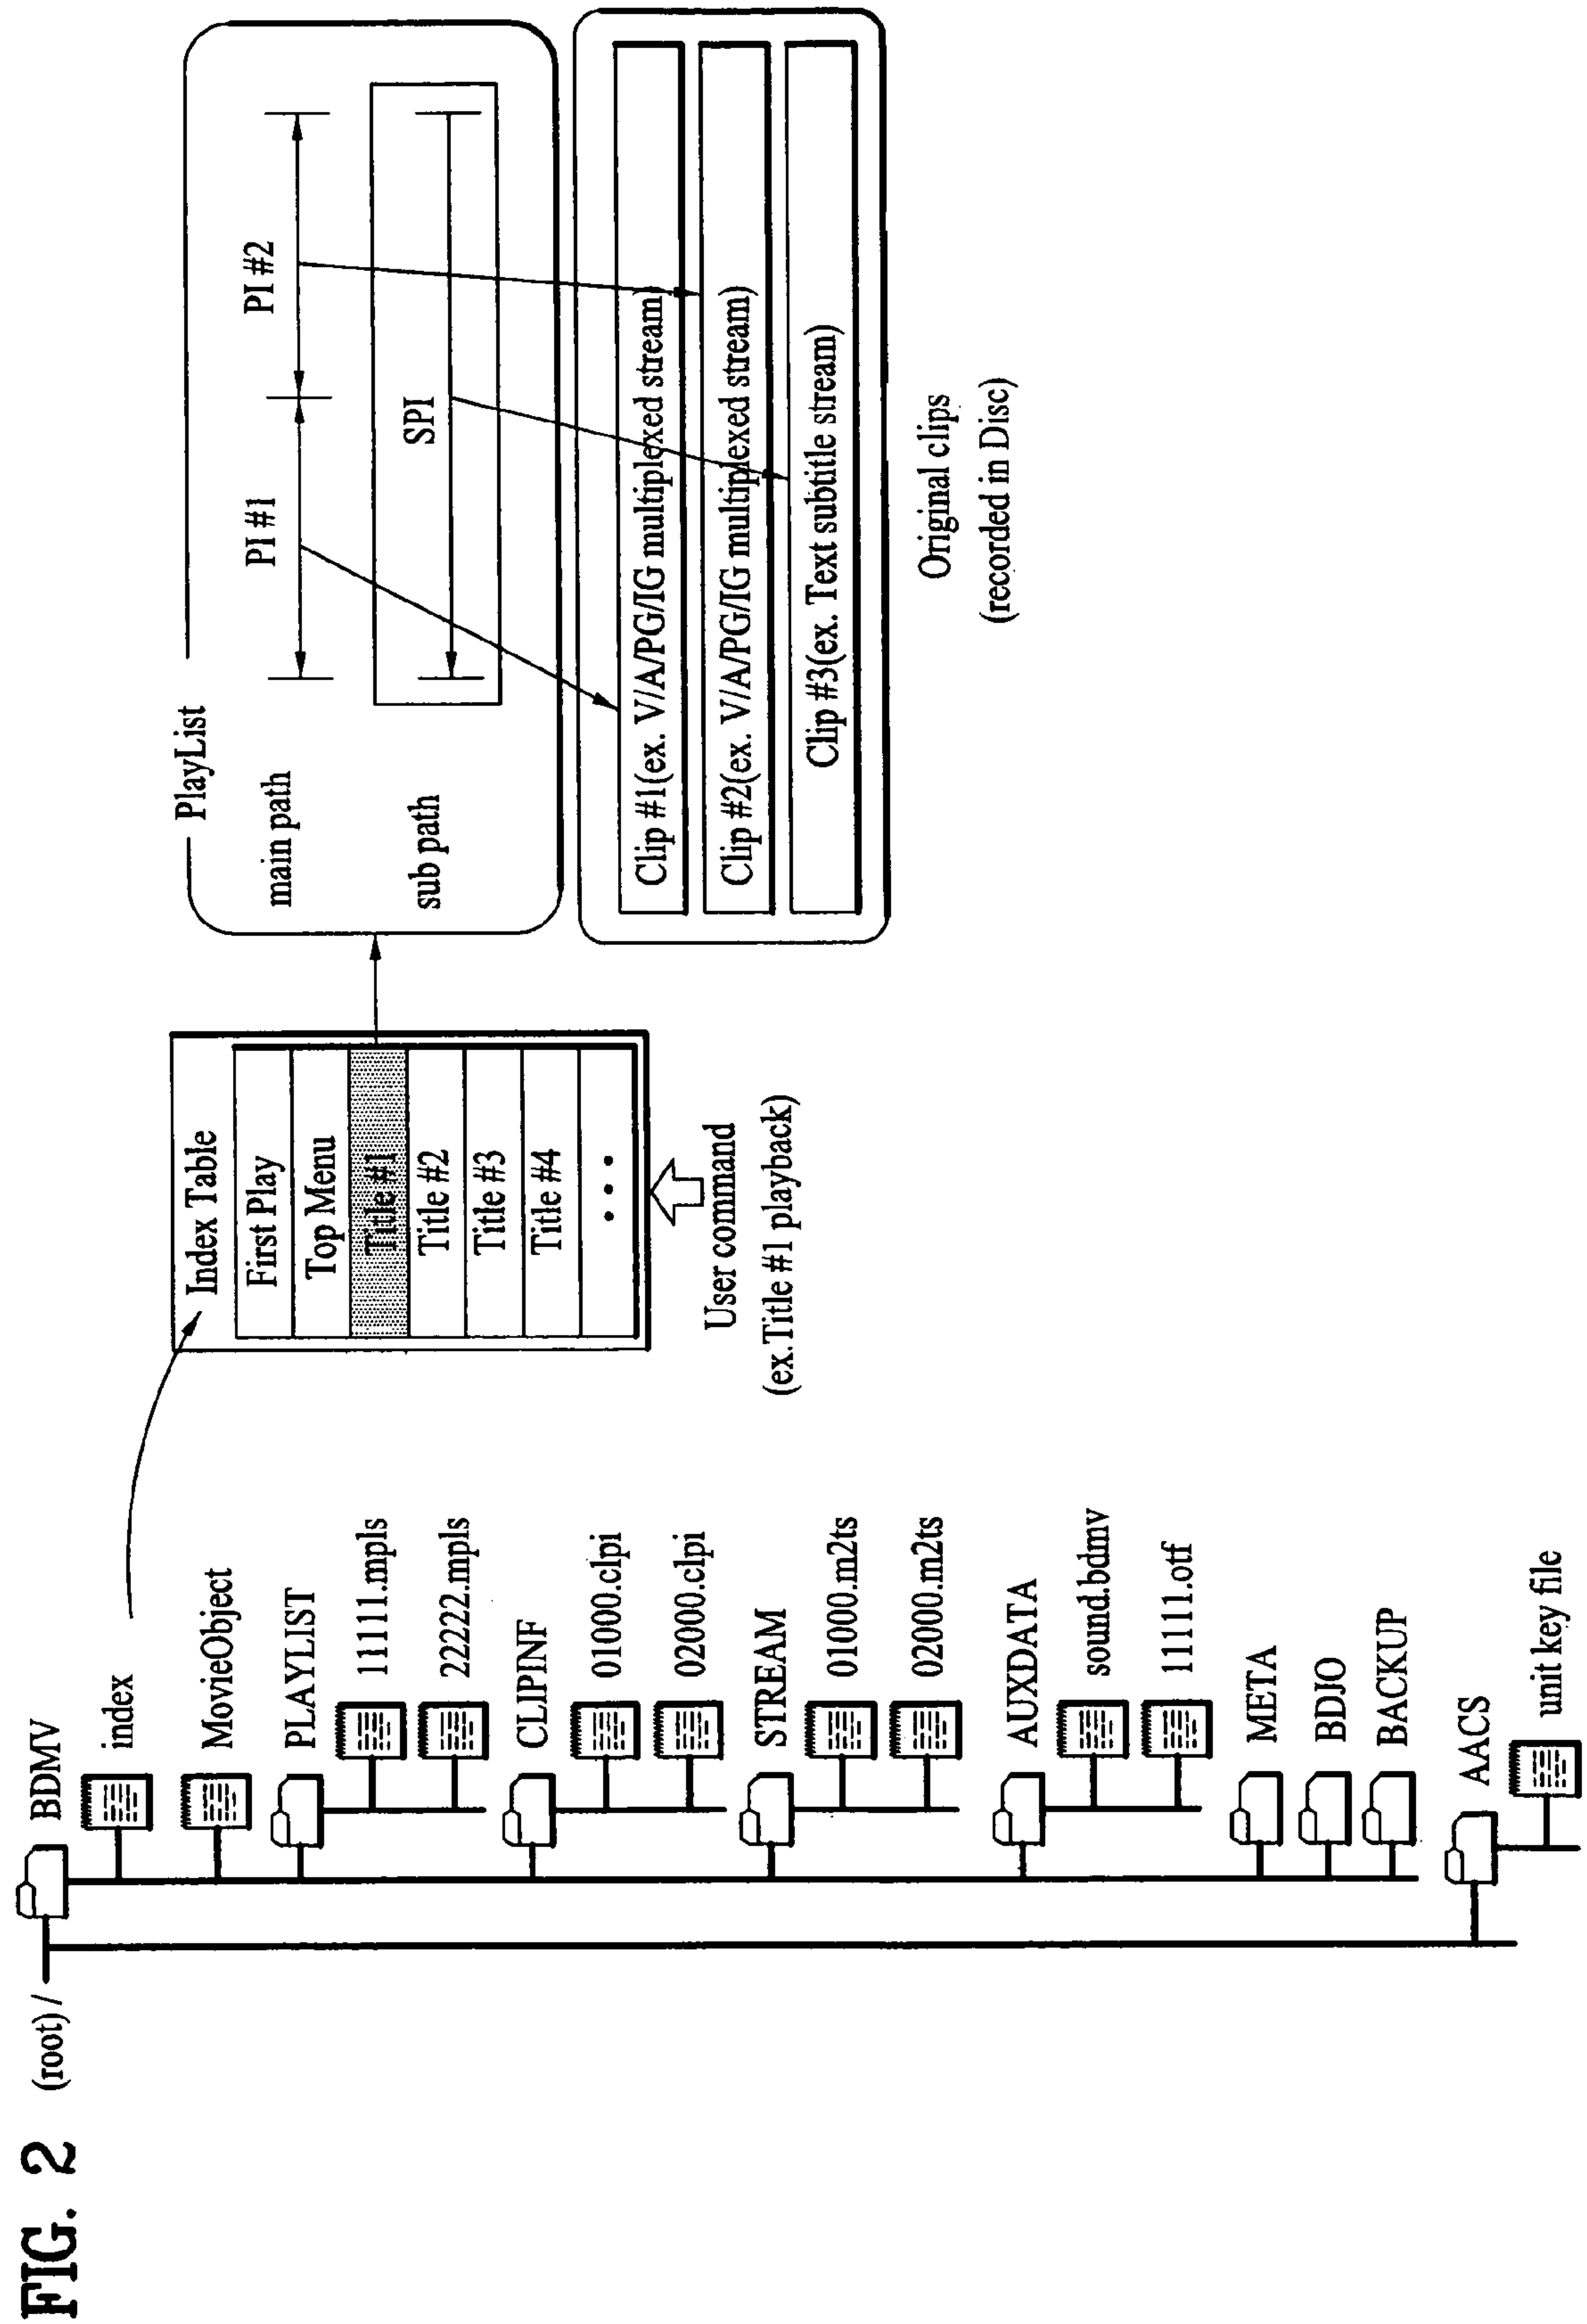 FIG. 2
(root) /
BDMV
index
MovieObject
PLAYLIST
11111.mpls
22222.mpls
CLIPINF
01000.clpi
02000.clpi
STREAM
01000.m2ts
02000.m2ts
AUXDATA
sound.bdmv
11111.otf
META
BDJO
BACKUP
AACS
unit key file
Index Table
First Play
Top Menu
Title #1
Title #2
Title #3
Title #4
• • •
User command
(ex.Title #1 playback)
PlayList
main path
PI #1
PI #2
sub path
SPI
Clip #1(ex. V/A/PG/IG multiplexed stream)
Clip #2(ex. V/A/PG/IG multiplexed stream)
Clip #3(ex. Text subtitle stream)
Original clips
(recorded in Disc)